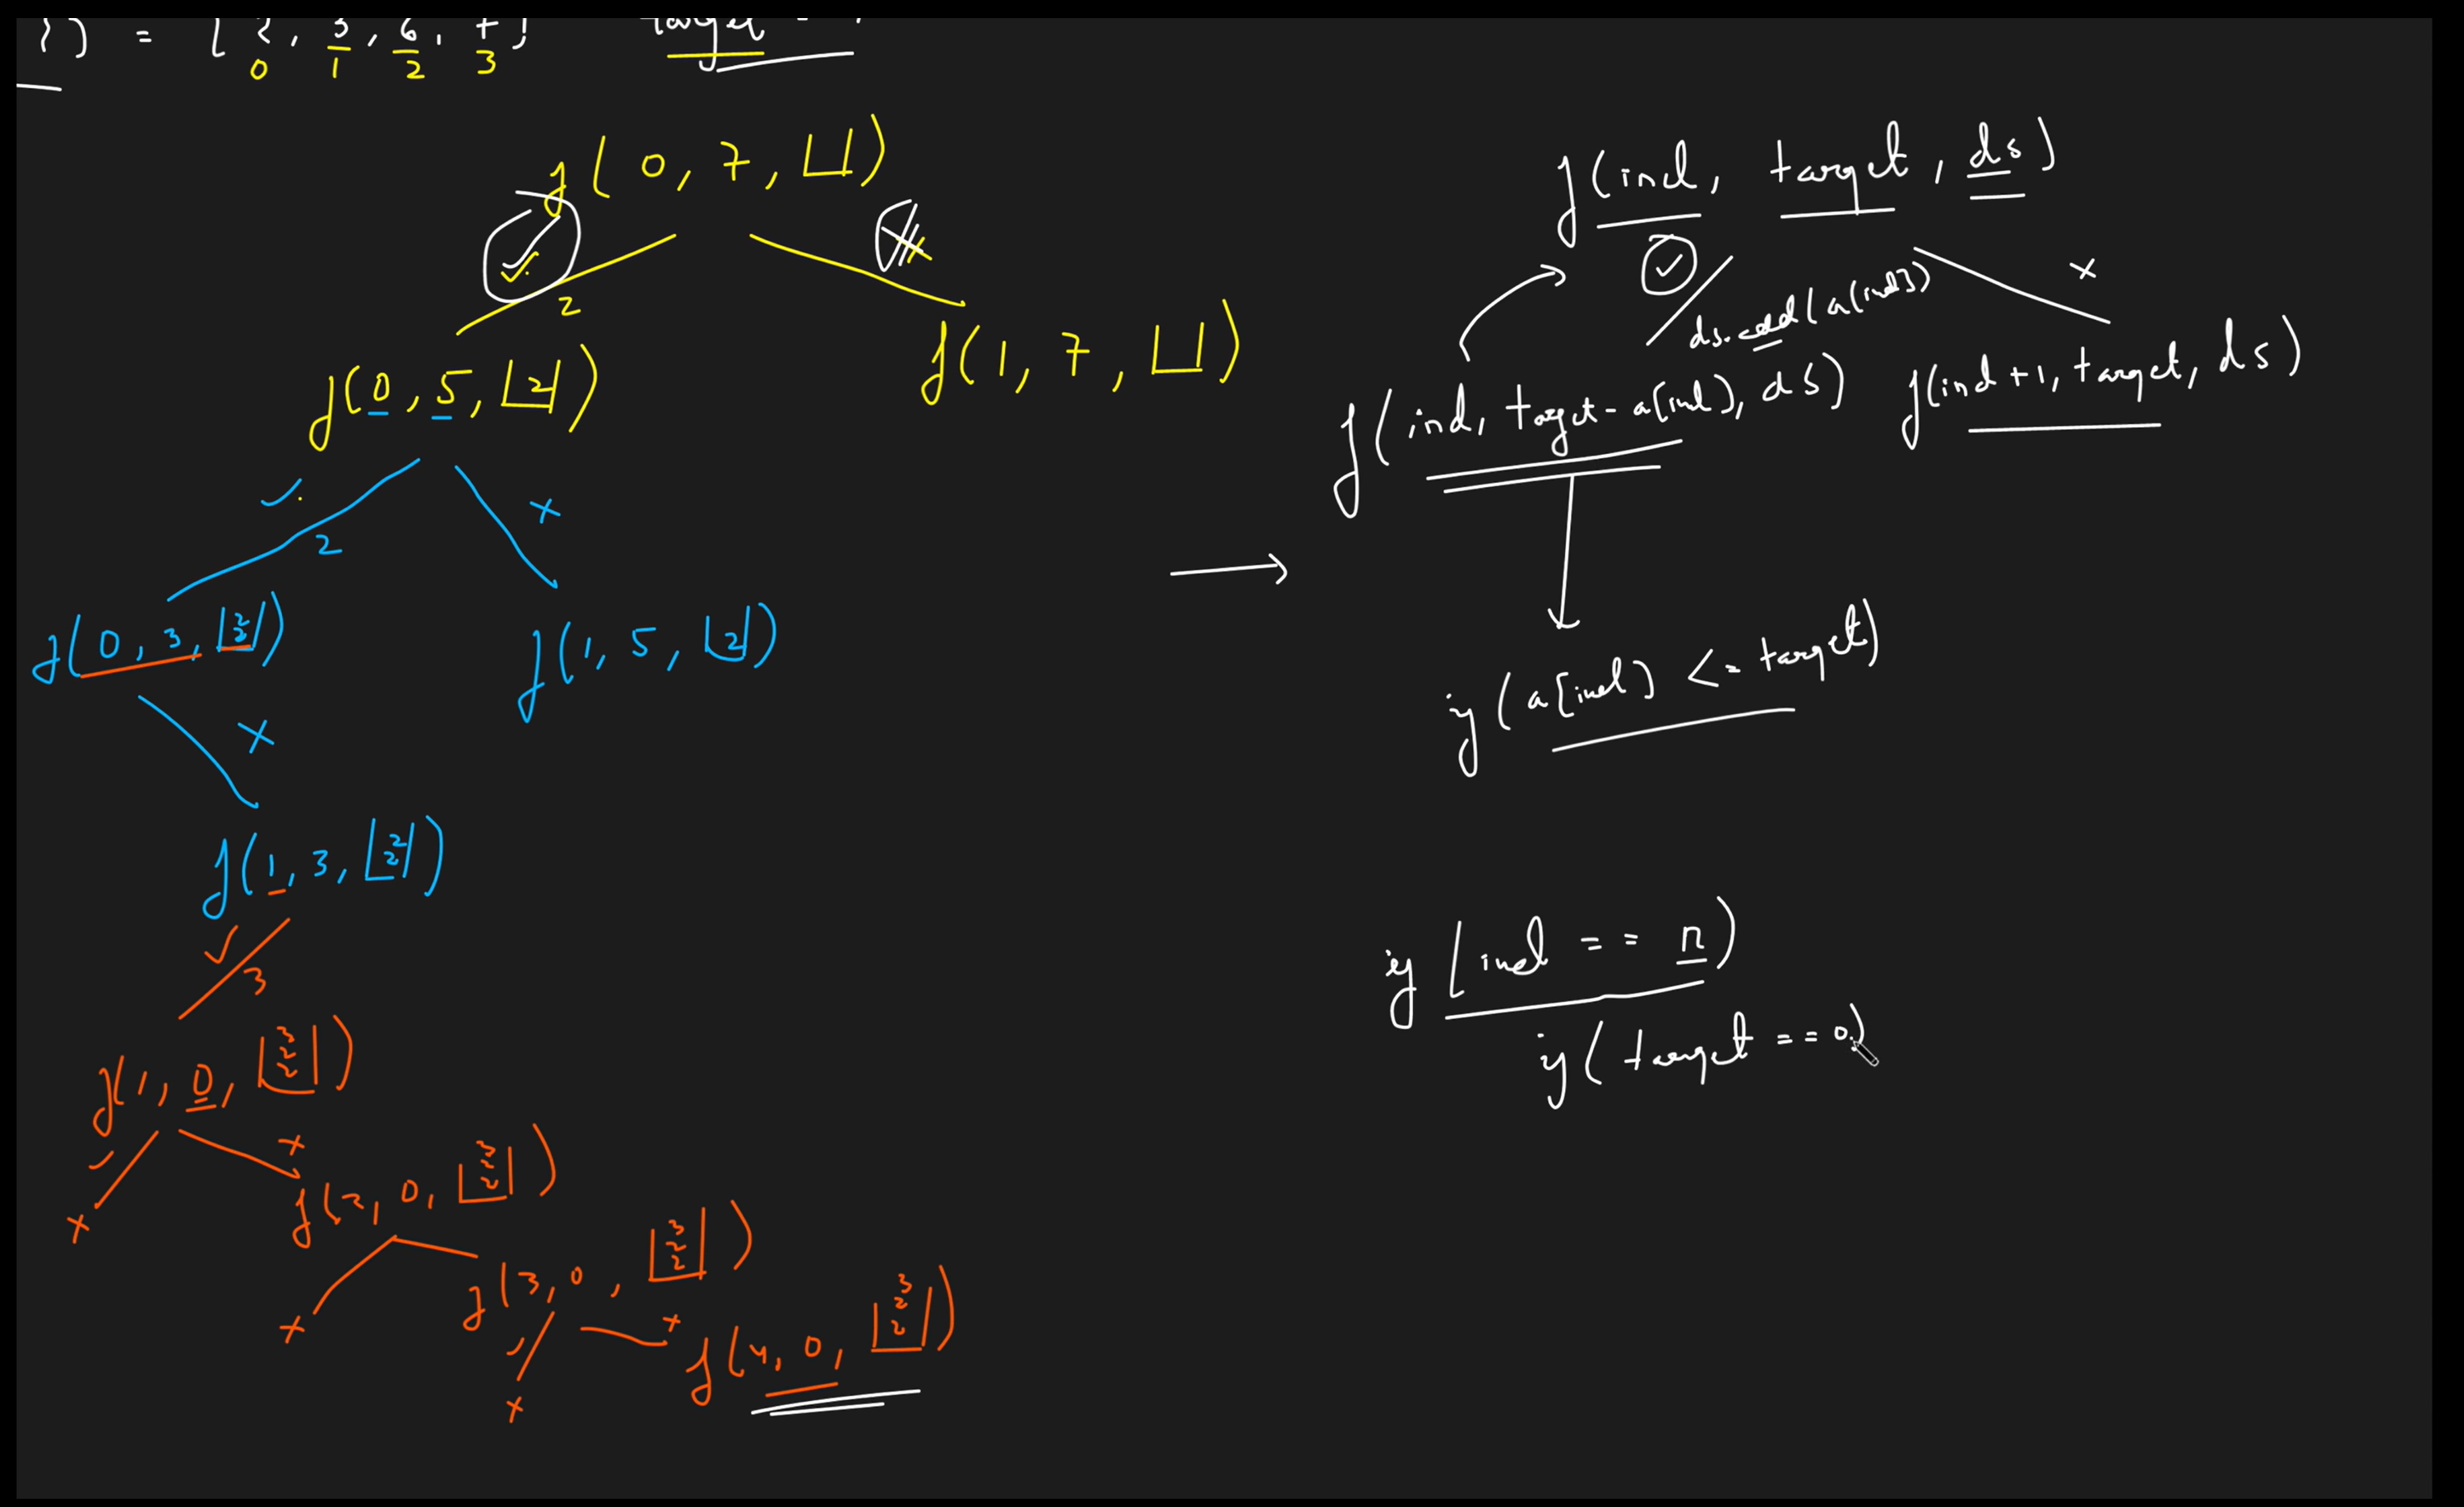 = [ 2, 3, 6, 7 ] target =
0 1 2 3
f( 0, 7, )
2
f(0, 5, 2)
f(1, 7, )
2
f(0, 3, 2 2)
f(1, 5, 2)
x
f(1, 3, 2 2)
3
f(1, 0, 3 2 2)
x
x
f(2, 0, 3 2 2)
x
f(3, 0, 3 2 2)
x
x
f(4, 0, 3 2 2)
f(ind, target, ds)
x
ds.add(a[ind])
f(ind, target-a[ind], ds)
f(ind+1, target, ds)
if (a[ind] <= target)
if (ind == n)
if (target == 0)